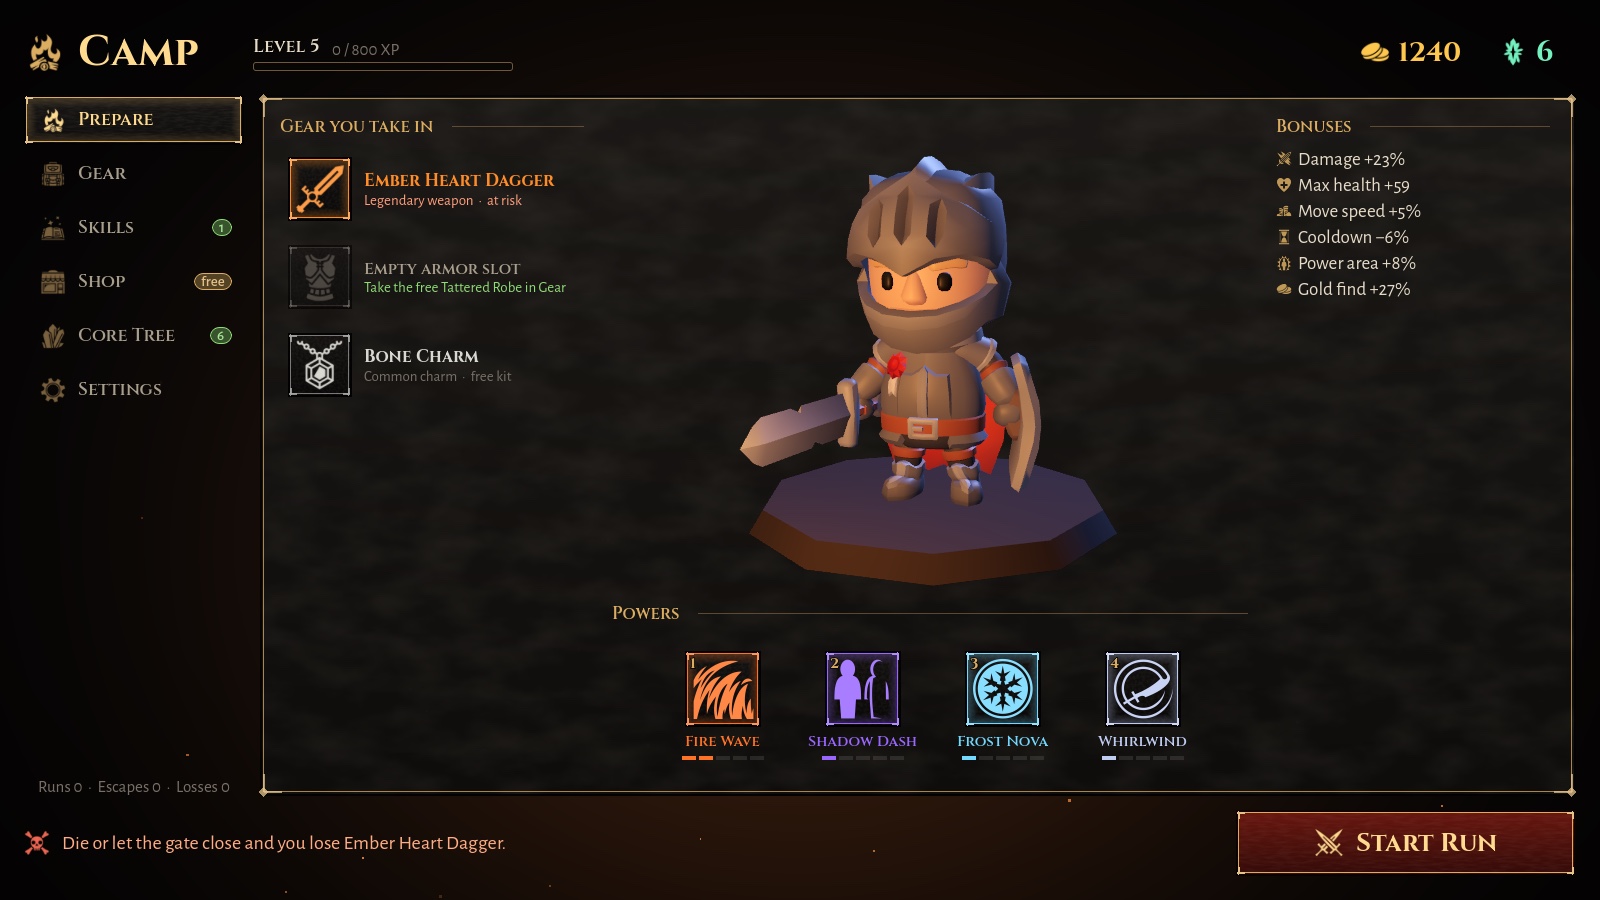 Camp
Level 5 0 / 800 XP
1240
6
Prepare
Gear
Skills 1
Shop free
Core Tree 6
Settings
Runs 0 · Escapes 0 · Losses 0
Gear you take in
Ember Heart Dagger
Legendary weapon · at risk
Empty armor slot
Take the free Tattered Robe in Gear
Bone Charm
Common charm · free kit
Bonuses
Damage +23%
Max health +59
Move speed +5%
Cooldown −6%
Power area +8%
Gold find +27%
Powers
1 2 3 4
Fire Wave
Shadow Dash
Frost Nova
Whirlwind
Die or let the gate close and you lose Ember Heart Dagger.
Start Run